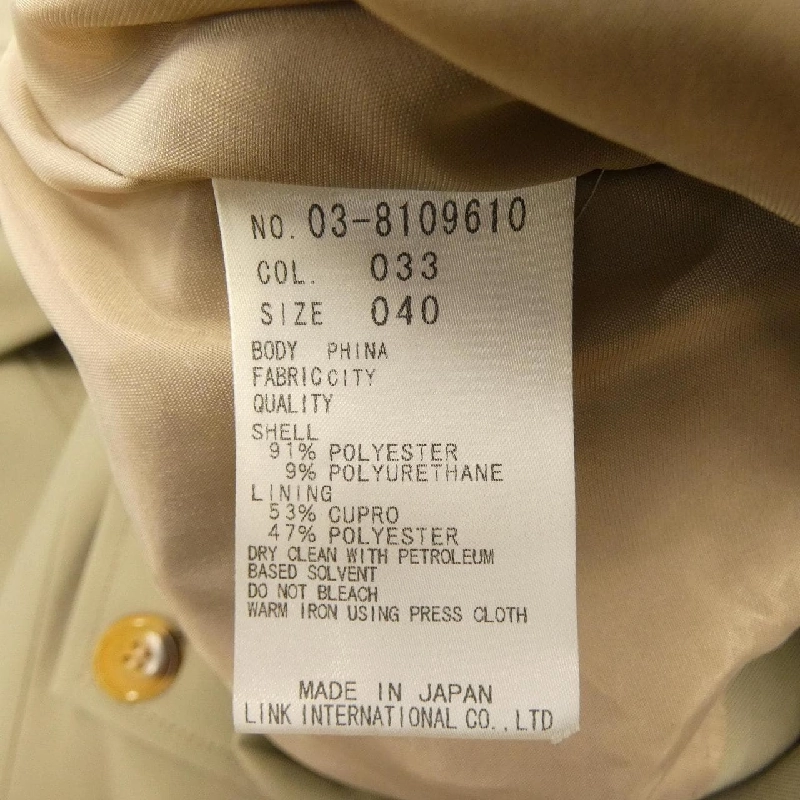 NO. 03-8109610
COL. 033
SIZE 040
BODY PHINA
FABRIC CITY
QUALITY
SHELL
91% POLYESTER
9% POLYURETHANE
LINING
53% CUPRO
47% POLYESTER
DRY CLEAN WITH PETROLEUM
BASED SOLVENT
DO NOT BLEACH
WARM IRON USING PRESS CLOTH
MADE IN JAPAN
LINK INTERNATIONAL CO., LTD